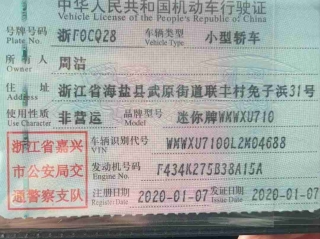 中华人民共和国机动车行驶证
Vehicle License of the People's Republic of China
号牌号码 浙F0CQ28 车辆类型 小型轿车
Plate No. Vehicle Type
所有人 周洁
Owner
住址 浙江省海盐县武原街道联丰村兔子浜31号
Address
使用性质 非营运 品牌型号 迷你牌WMWXU710
Use Character Model
浙江省嘉兴
市公安局交
通警察支队
车辆识别代号 WMWXU7100L2M04688
VIN
发动机号码 F434K275B38A15A
Engine No.
注册日期 2020-01-07 发证日期 2020-01-07
Register Date Issue Date